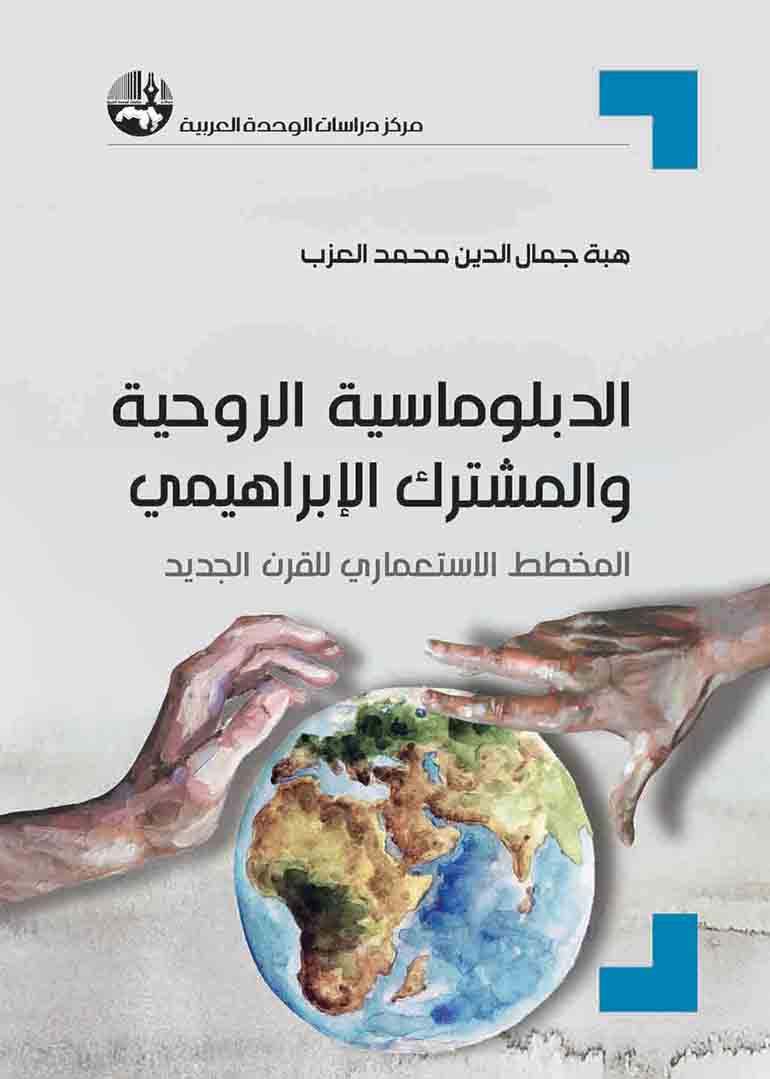 مركز دراسات الوحدة العربية
هبة جمال الدين محمد العزب
الدبلوماسية الروحية
والمشترك الإبراهيمي
المخطط الاستعماري للقرن الجديد